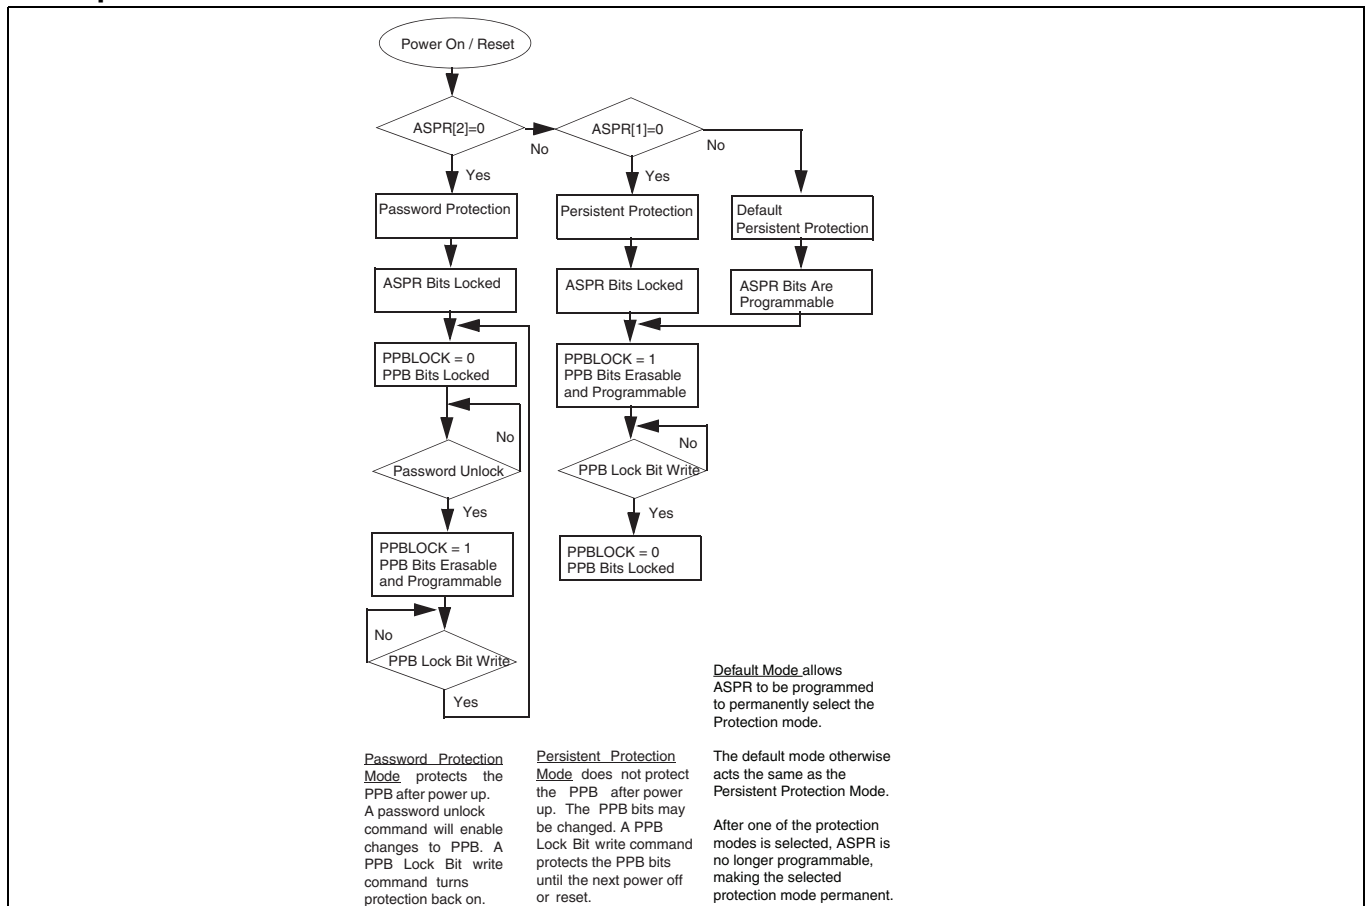 Power On / Reset
ASPR[2]=0
No
ASPR[1]=0
No
Yes
Yes
Password Protection
Persistent Protection
Default
Persistent Protection
ASPR Bits Locked
ASPR Bits Locked
ASPR Bits Are
Programmable
PPBLOCK = 0
PPB Bits Locked
PPBLOCK = 1
PPB Bits Erasable
and Programmable
No
Password Unlock
No
PPB Lock Bit Write
Yes
Yes
PPBLOCK = 1
PPB Bits Erasable
and Programmable
PPBLOCK = 0
PPB Bits Locked
No
PPB Lock Bit Write
Yes
Password Protection
Mode protects the
PPB after power up.
A password unlock
command will enable
changes to PPB. A
PPB Lock Bit write
command turns
protection back on.
Persistent Protection
Mode does not protect
the PPB after power
up. The PPB bits may
be changed. A PPB
Lock Bit write command
protects the PPB bits
until the next power off
or reset.
Default Mode allows
ASPR to be programmed
to permanently select the
Protection mode.
The default mode otherwise
acts the same as the
Persistent Protection Mode.
After one of the protection
modes is selected, ASPR is
no longer programmable,
making the selected
protection mode permanent.